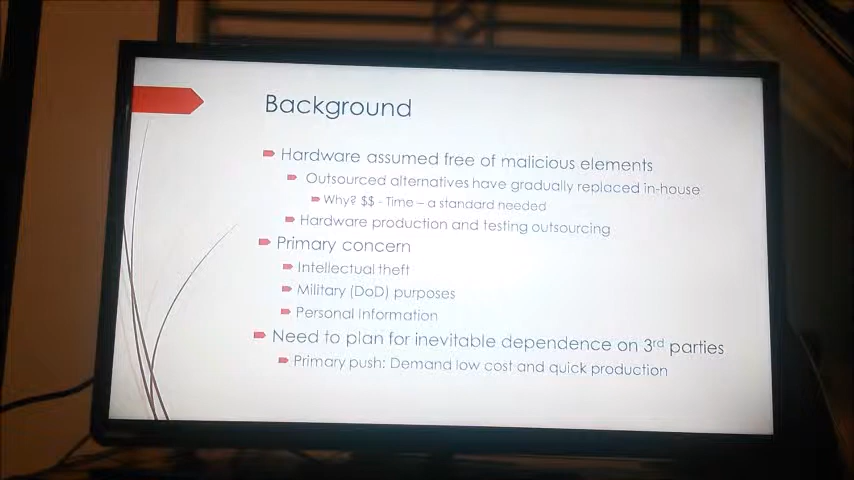 Background
Hardware assumed free of malicious elements
Outsourced alternatives have gradually replaced in-house
Why? $$ - Time – a standard needed
Hardware production and testing outsourcing
Primary concern
Intellectual theft
Military (DoD) purposes
Personal Information
Need to plan for inevitable dependence on 3rd parties
Primary push: Demand low cost and quick production